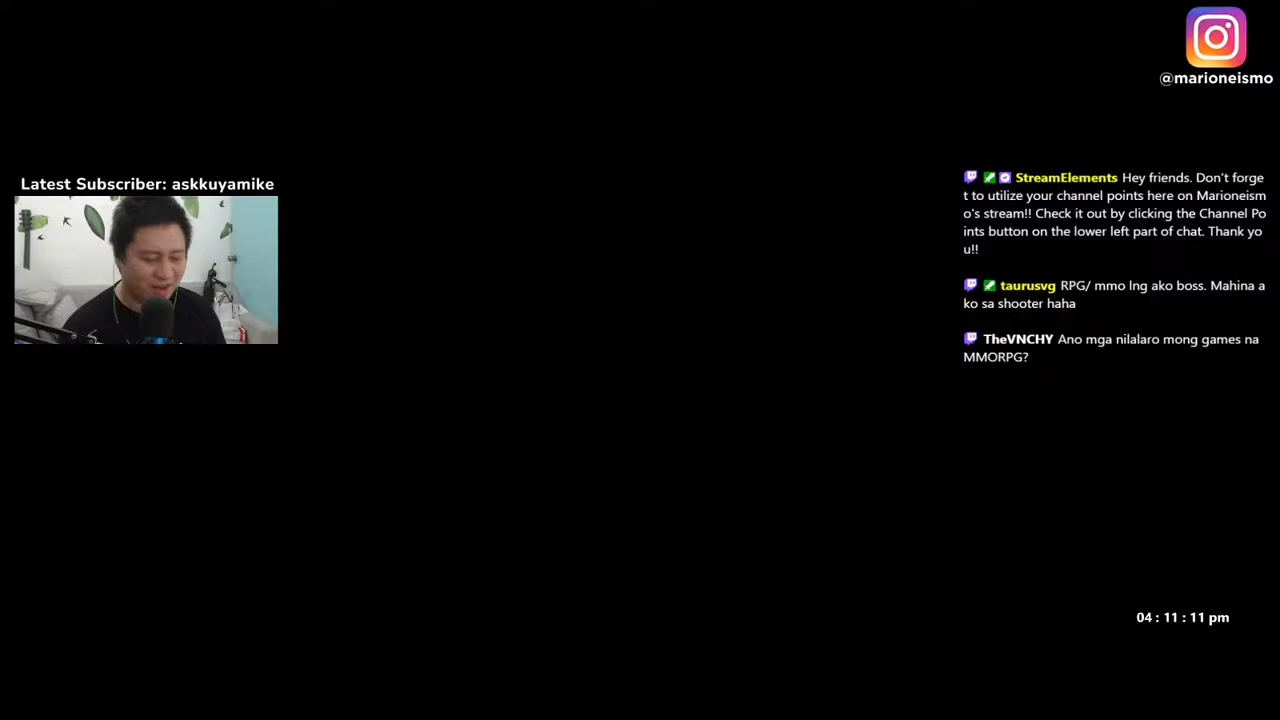 @marioneismo
Latest Subscriber: askkuyamike
StreamElements Hey friends. Don't forge
t to utilize your channel points here on Marioneism
o's stream!! Check it out by clicking the Channel Po
ints button on the lower left part of chat. Thank yo
u!!
taurusvg RPG/ mmo lng ako boss. Mahina a
ko sa shooter haha
TheVNCHY Ano mga nilalaro mong games na
MMORPG?
04 : 11 : 11 pm